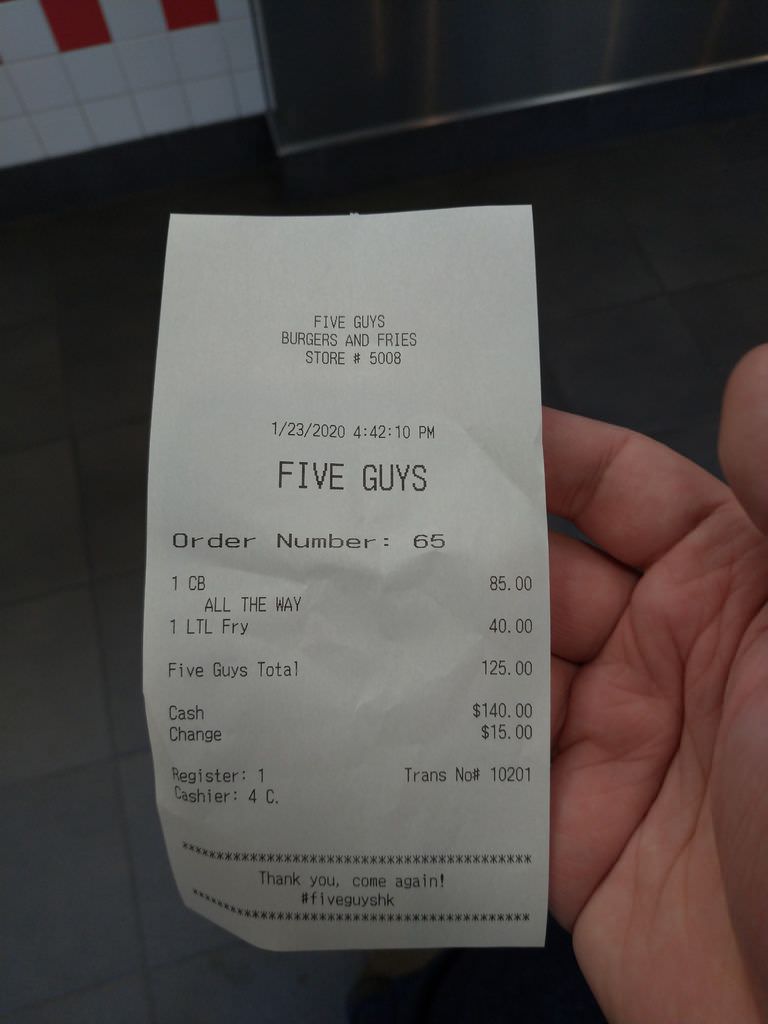 FIVE GUYS
BURGERS AND FRIES
STORE # 5008
1/23/2020 4:42:10 PM
FIVE GUYS
Order Number: 65
1 CB 85.00
ALL THE WAY
1 LTL Fry 40.00
Five Guys Total 125.00
Cash $140.00
Change $15.00
Register: 1 Trans No# 10201
Cashier: 4 C.
****************************************
Thank you, come again!
#fiveguyshk
****************************************